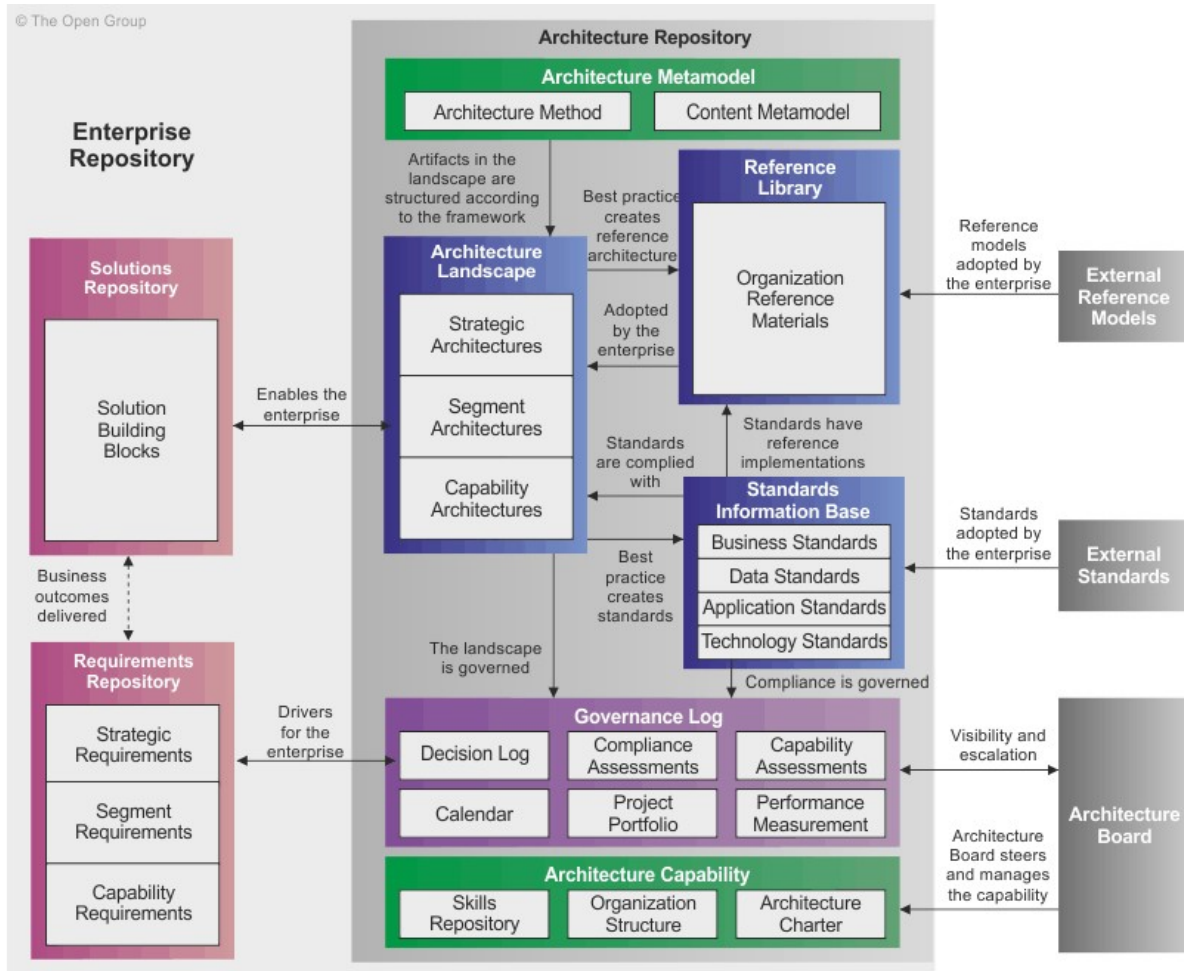 © The Open Group
Architecture Repository
Architecture Metamodel
Architecture Method
Content Metamodel
Enterprise
Repository
Artifacts in the
landscape are
structured according
to the framework
Best practice
creates
reference
architecture
Reference
Library
Organization
Reference
Materials
Reference
models
adopted by
the enterprise
External
Reference
Models
Solutions
Repository
Solution
Building
Blocks
Enables the
enterprise
Architecture
Landscape
Strategic
Architectures
Segment
Architectures
Capability
Architectures
Adopted
by the
enterprise
Standards
are complied
with
Standards have
reference
implementations
Standards
Information Base
Business Standards
Data Standards
Application Standards
Technology Standards
Standards
adopted by
the enterprise
External
Standards
Best
practice
creates
standards
Business
outcomes
delivered
The landscape
is governed
Compliance is governed
Requirements
Repository
Strategic
Requirements
Segment
Requirements
Capability
Requirements
Drivers
for the
enterprise
Governance Log
Decision Log
Compliance
Assessments
Capability
Assessments
Calendar
Project
Portfolio
Performance
Measurement
Visibility and
escalation
Architecture
Board
Architecture
Board steers
and manages
the capability
Architecture Capability
Skills
Repository
Organization
Structure
Architecture
Charter